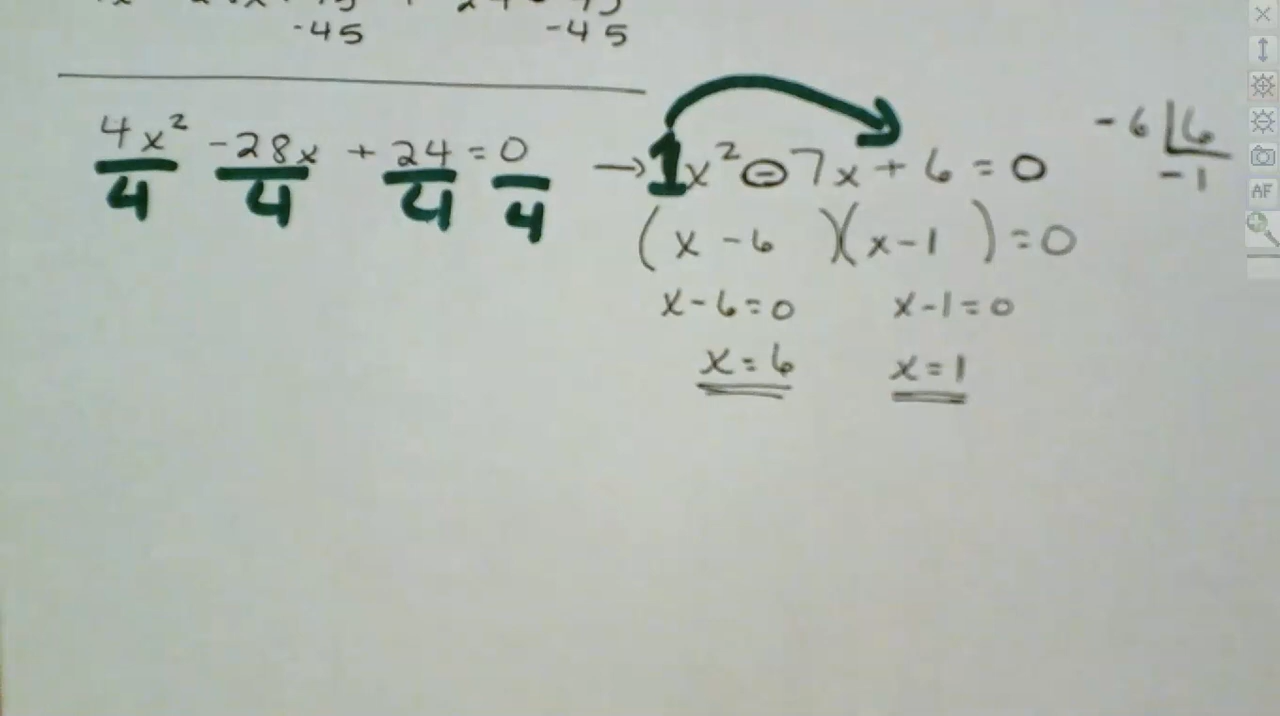 -45 -45
4x² -28x + 24 = 0 → 1x² - 7x + 6 = 0
4 4 4 4
-6 | 6
-1
(x - 6)(x - 1) = 0
x - 6 = 0 x - 1 = 0
x = 6 x = 1
AF